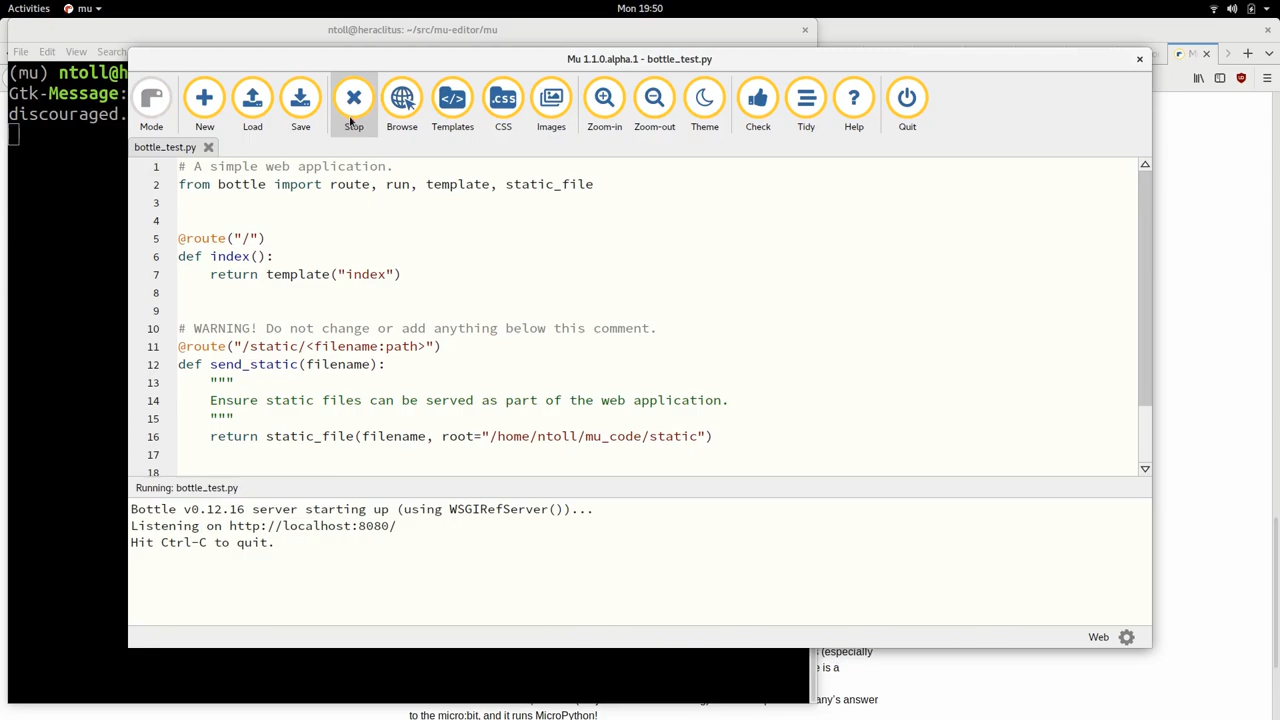 Activities mu Mon 19:50
ntoll@heraclitus: ~/src/mu-editor/mu
File Edit View Search
(mu) ntoll@h
Gtk-Message:
discouraged.
Mu 1.1.0.alpha.1 - bottle_test.py
Mode New Load Save Stop Browse Templates CSS Images Zoom-in Zoom-out Theme Check Tidy Help Quit
bottle_test.py
1 # A simple web application.
2 from bottle import route, run, template, static_file
3
4
5 @route("/")
6 def index():
7 return template("index")
8
9
10 # WARNING! Do not change or add anything below this comment.
11 @route("/static/<filename:path>")
12 def send_static(filename):
13 """
14 Ensure static files can be served as part of the web application.
15 """
16 return static_file(filename, root="/home/ntoll/mu_code/static")
17
18
Running: bottle_test.py
Bottle v0.12.16 server starting up (using WSGIRefServer())...
Listening on http://localhost:8080/
Hit Ctrl-C to quit.
Web
(especially
e is a
any's answer
to the micro:bit, and it runs MicroPython!